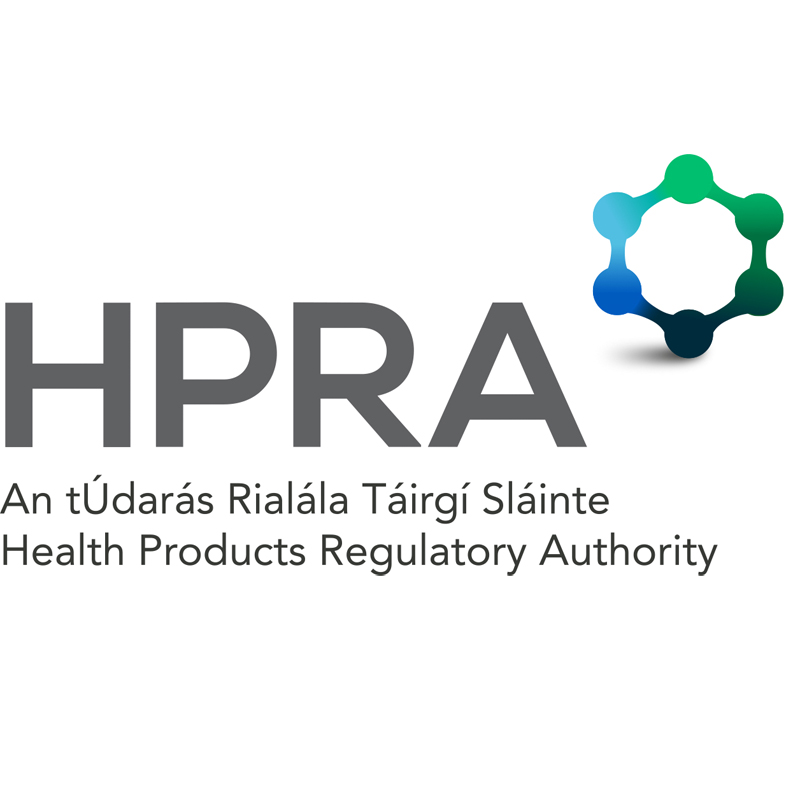 HPRA
An tÚdarás Rialála Táirgí Sláinte
Health Products Regulatory Authority